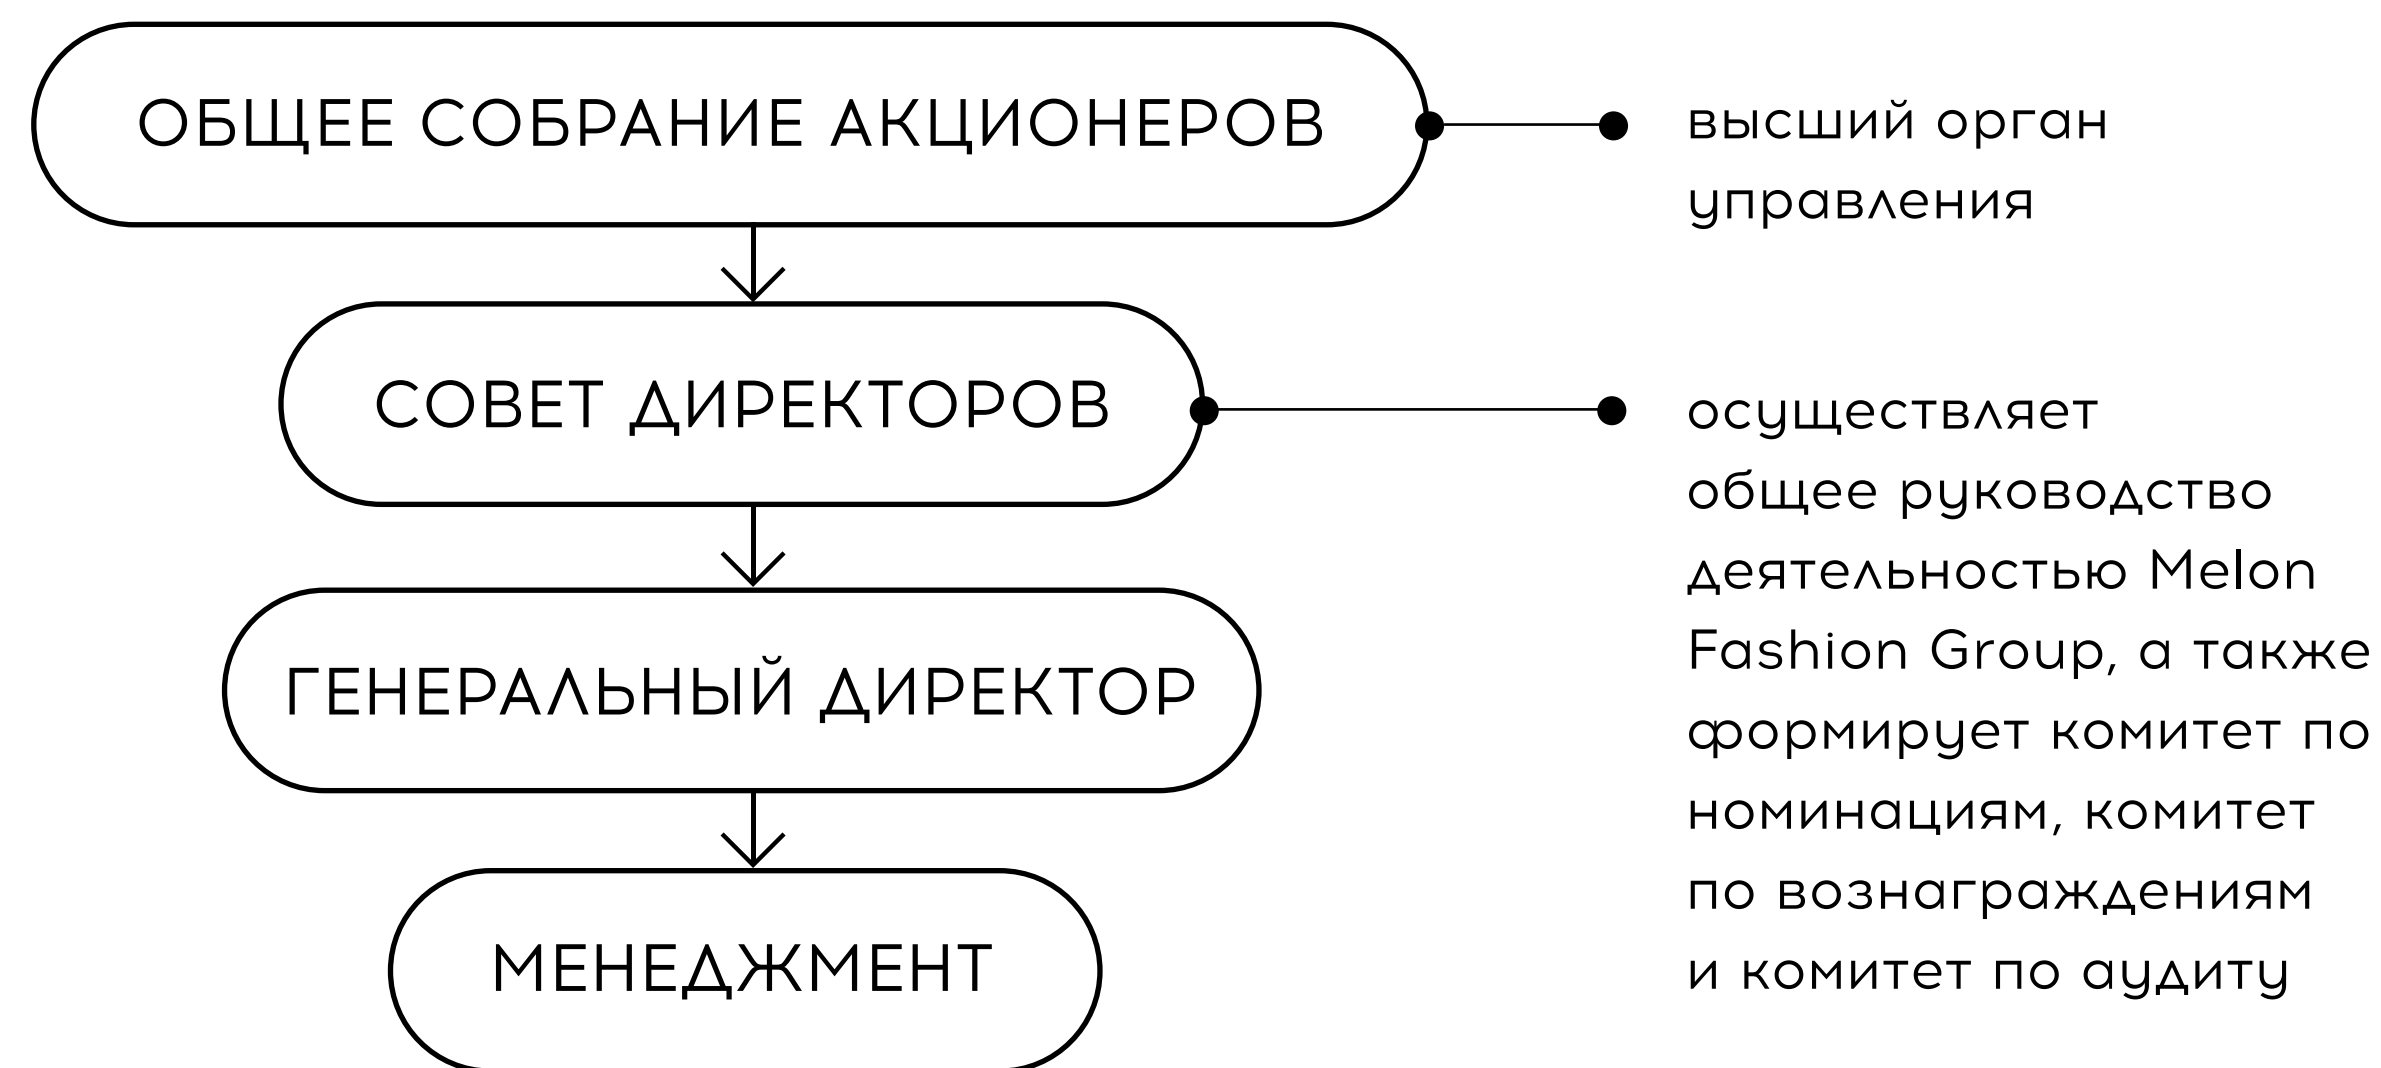 ОБЩЕЕ СОБРАНИЕ АКЦИОНЕРОВ
высший орган
управления
СОВЕТ ДИРЕКТОРОВ
осуществляет
общее руководство
деятельностью Melon
Fashion Group, а также
формирует комитет по
номинациям, комитет
по вознаграждениям
и комитет по аудиту
ГЕНЕРАЛЬНЫЙ ДИРЕКТОР
МЕНЕДЖМЕНТ